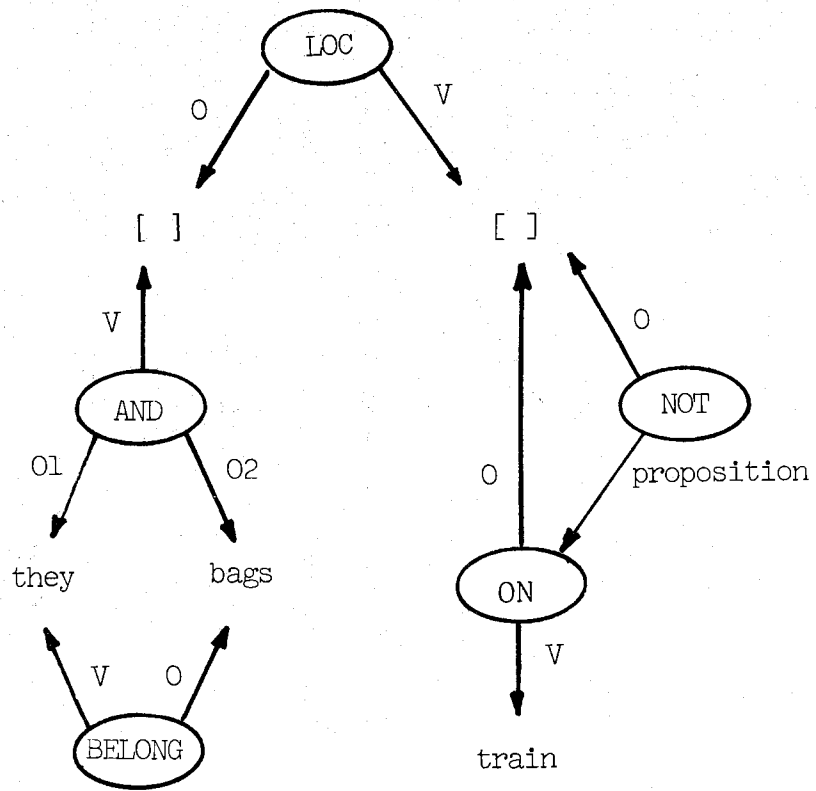 LOC
O V
[ ] [ ]
V O
AND NOT
O1 O2 O proposition
they bags ON
V O V
BELONG train